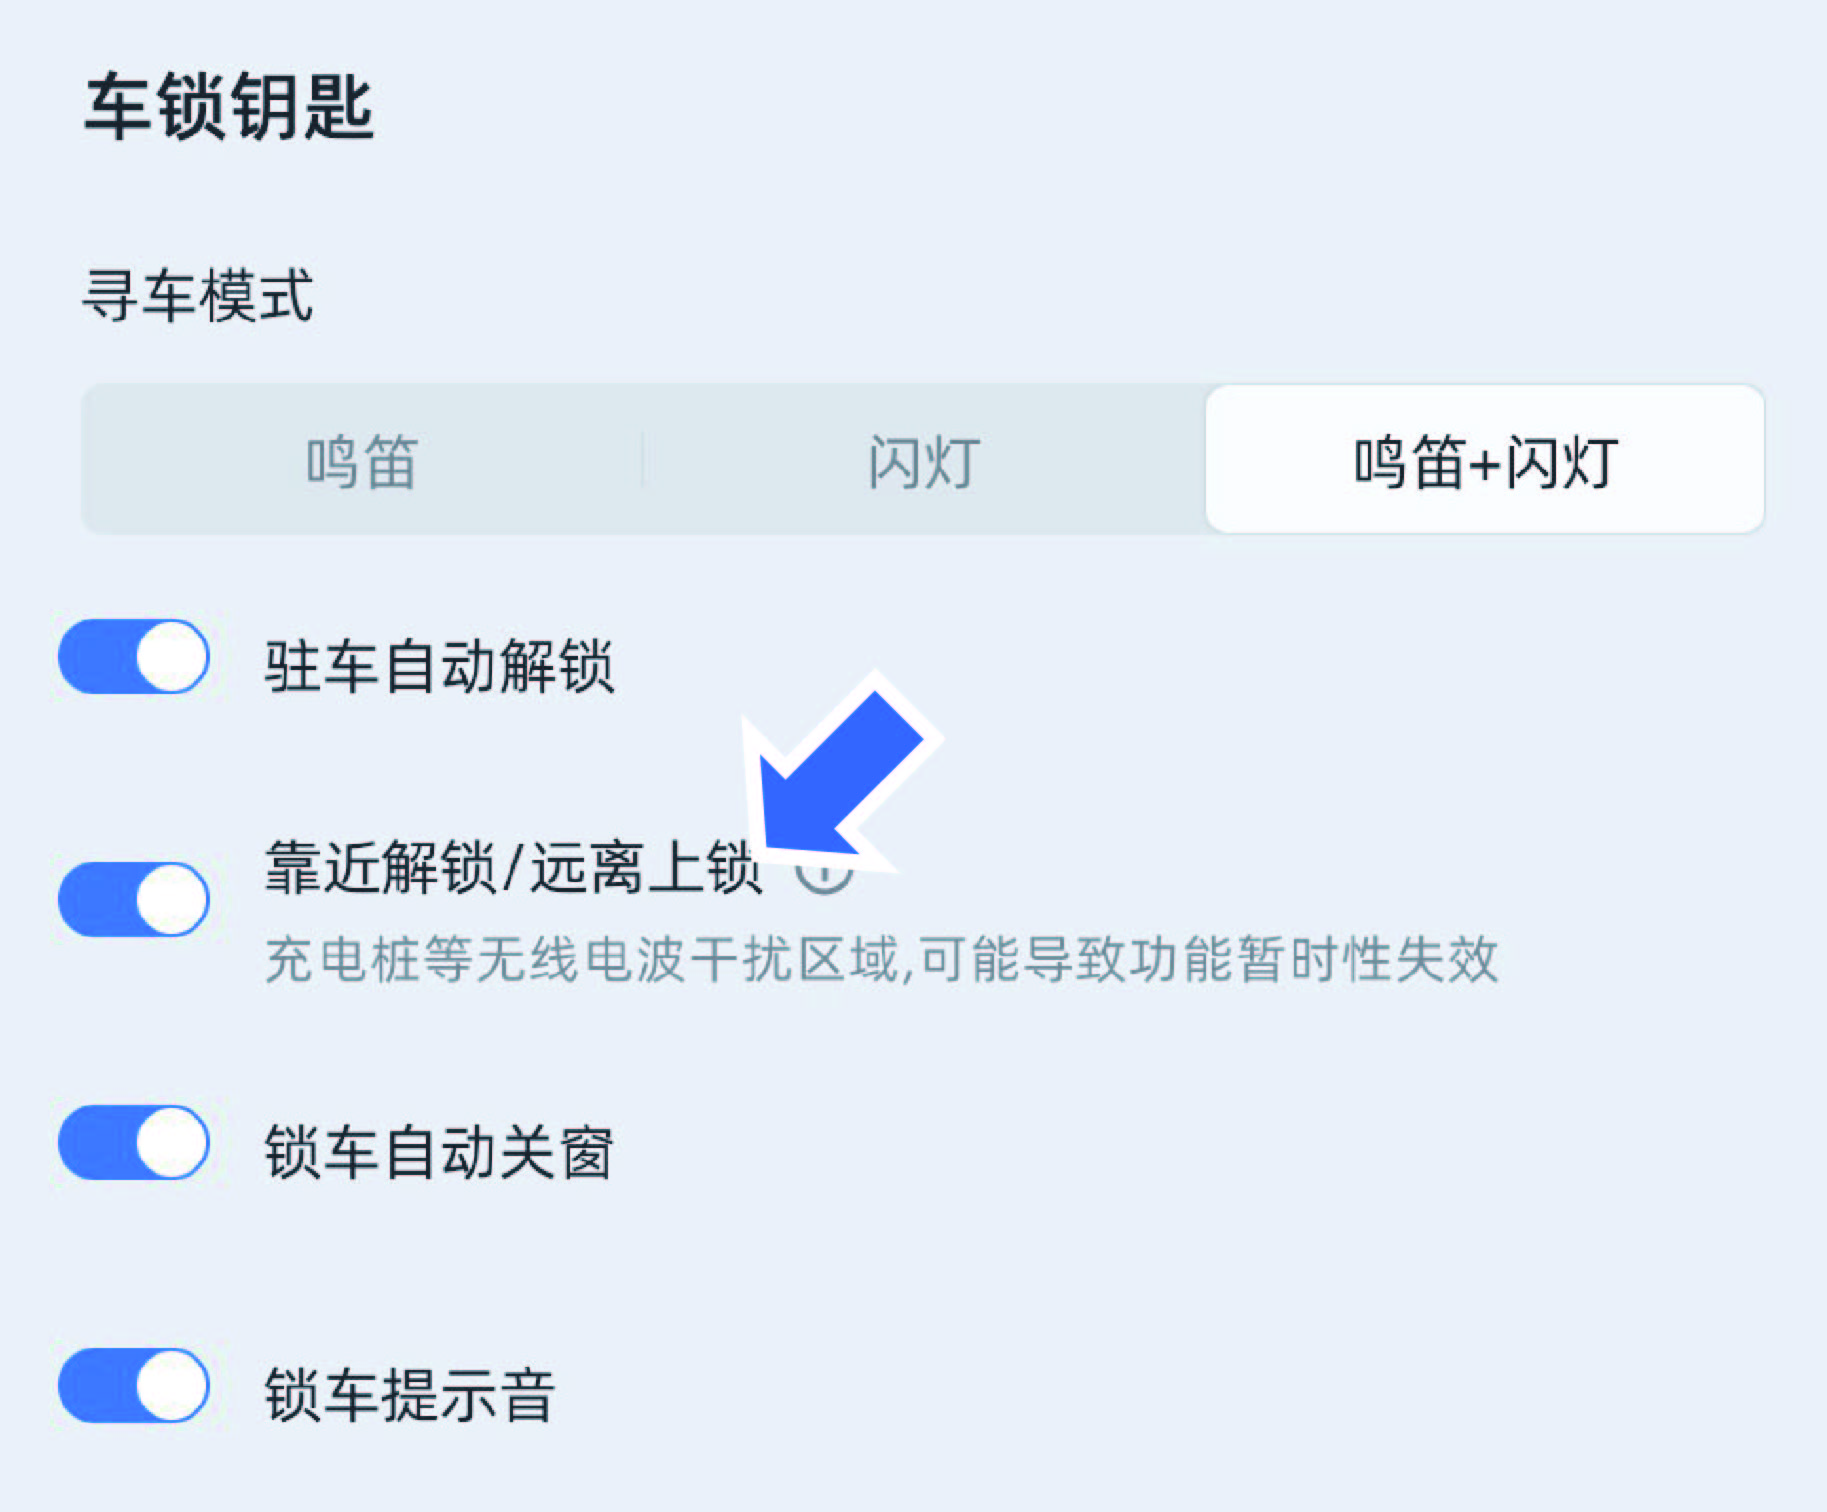 车锁钥匙
寻车模式
鸣笛 闪灯 鸣笛+闪灯
驻车自动解锁
靠近解锁/远离上锁
充电桩等无线电波干扰区域,可能导致功能暂时性失效
锁车自动关窗
锁车提示音